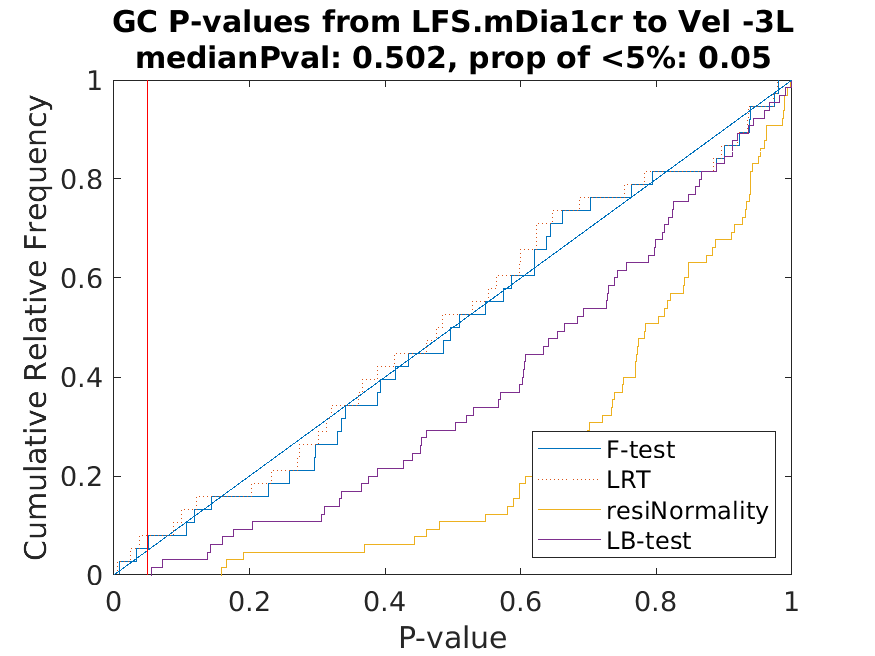 GC P-values from LFS.mDia1cr to Vel -3L
medianPval: 0.502, prop of <5%: 0.05
Cumulative Relative Frequency
1
0.8
0.6
0.4
0.2
0
0
0.2
0.4
0.6
0.8
1
P-value
F-test
LRT
resiNormality
LB-test